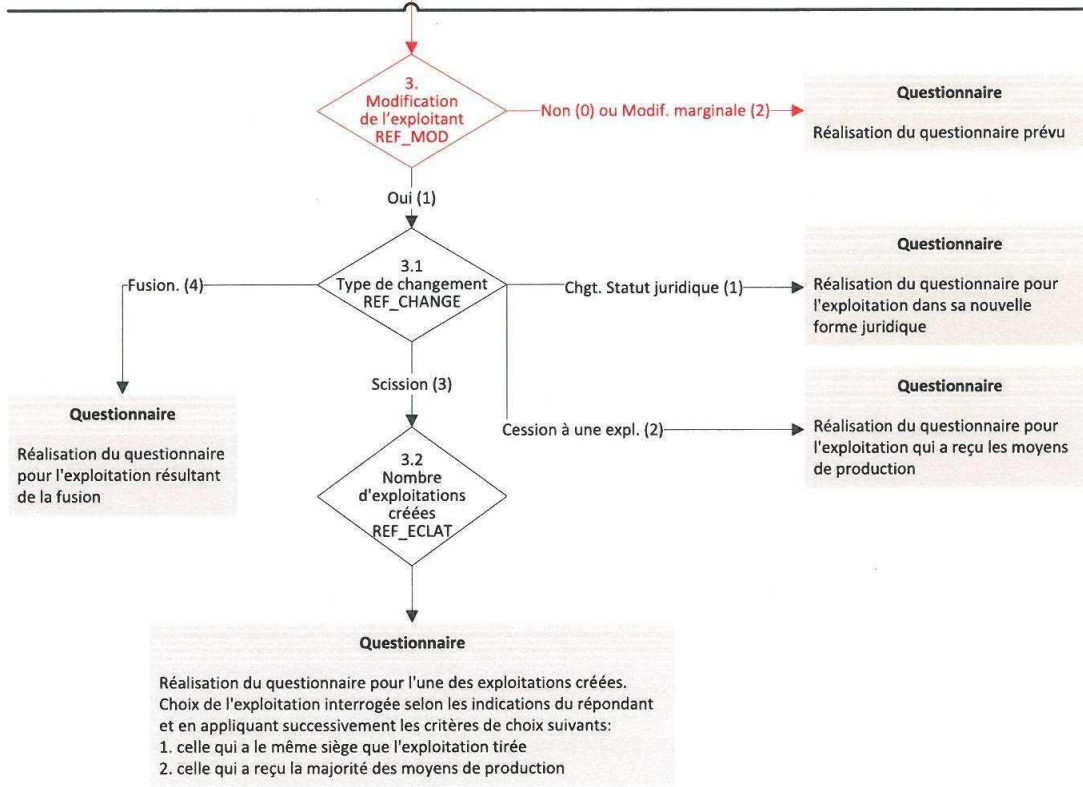 3.
Modification
de l'exploitant
REF_MOD
Non (0) ou Modif. marginale (2)
Questionnaire
Réalisation du questionnaire prévu
Oui (1)
3.1
Type de changement
REF_CHANGE
Fusion. (4)
Chgt. Statut juridique (1)
Questionnaire
Réalisation du questionnaire pour
l'exploitation dans sa nouvelle
forme juridique
Scission (3)
Cession à une expl. (2)
Questionnaire
Réalisation du questionnaire pour
l'exploitation qui a reçu les moyens
de production
Questionnaire
Réalisation du questionnaire
pour l'exploitation résultant
de la fusion
3.2
Nombre
d'exploitations
créées
REF_ECLAT
Questionnaire
Réalisation du questionnaire pour l'une des exploitations créées.
Choix de l'exploitation interrogée selon les indications du répondant
et en appliquant successivement les critères de choix suivants:
1. celle qui a le même siège que l'exploitation tirée
2. celle qui a reçu la majorité des moyens de production